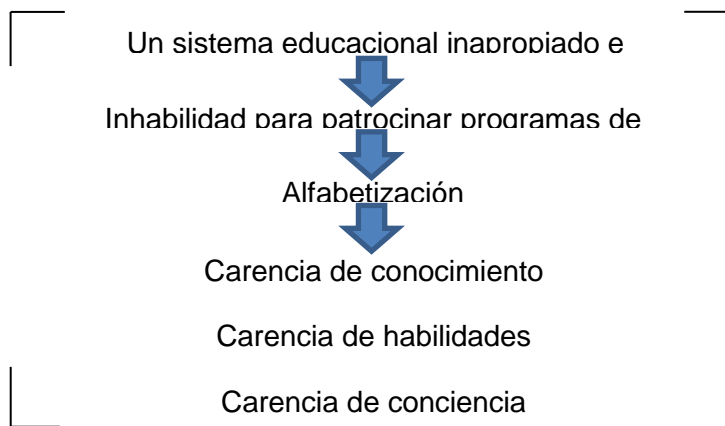 Un sistema educacional inapropiado e
Inhabilidad para patrocinar programas de
Alfabetización
Carencia de conocimiento
Carencia de habilidades
Carencia de conciencia